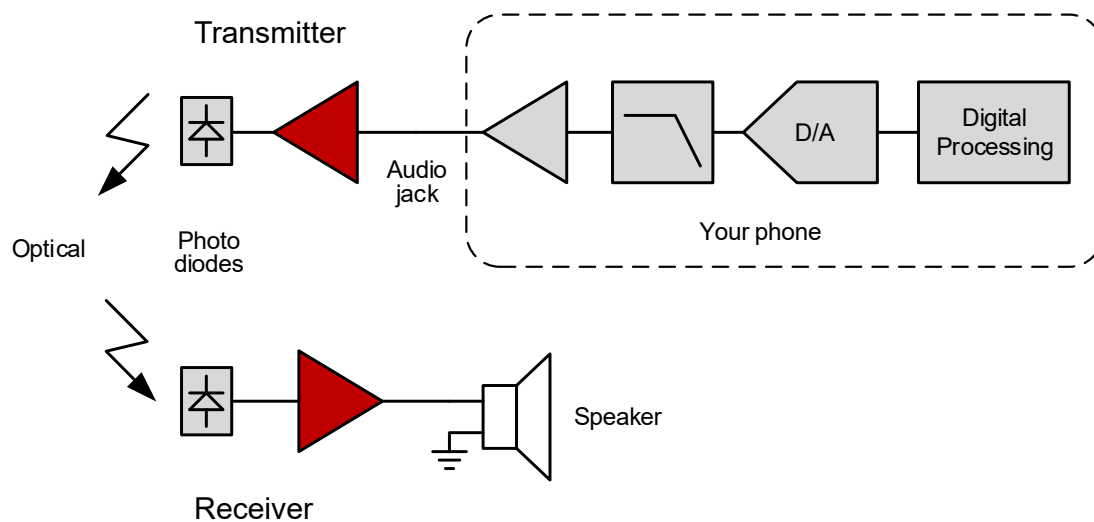 Transmitter
D/A
Digital
Processing
Audio
jack
Your phone
Optical
Photo
diodes
Speaker
Receiver